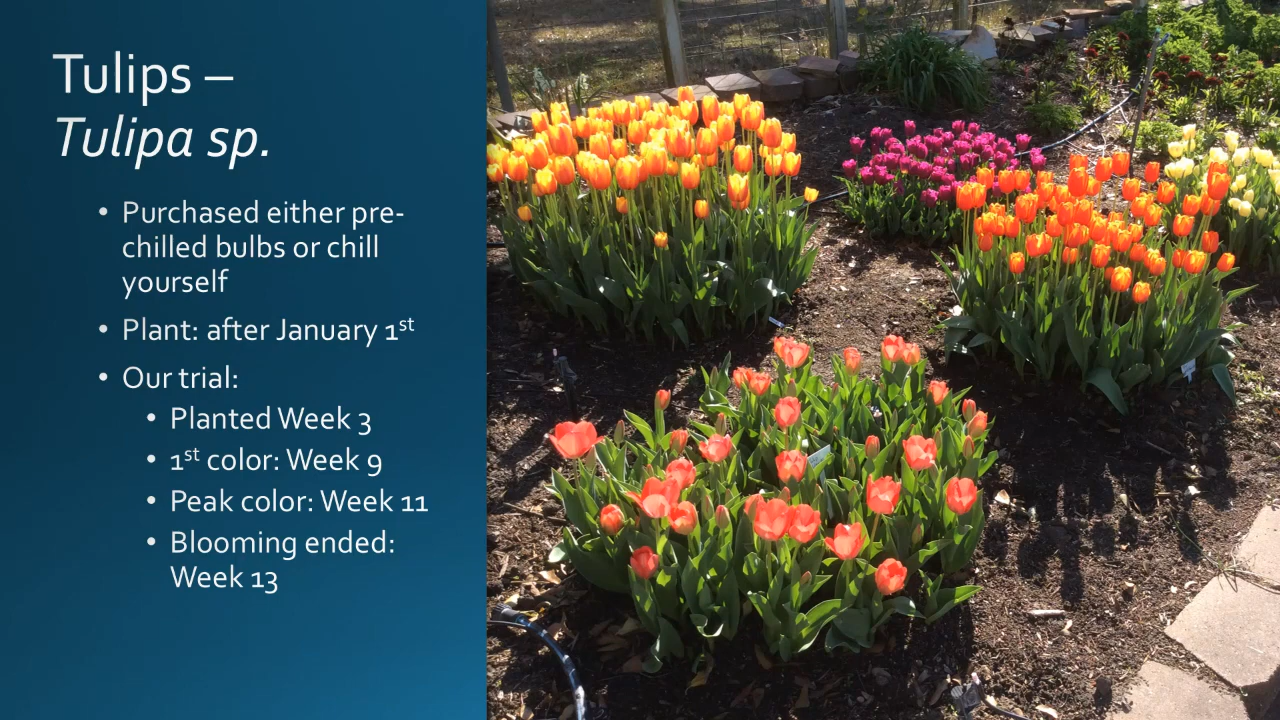 Tulips –
Tulipa sp.
• Purchased either pre-
chilled bulbs or chill
yourself
• Plant: after January 1st
• Our trial:
• Planted Week 3
• 1st color: Week 9
• Peak color: Week 11
• Blooming ended:
Week 13